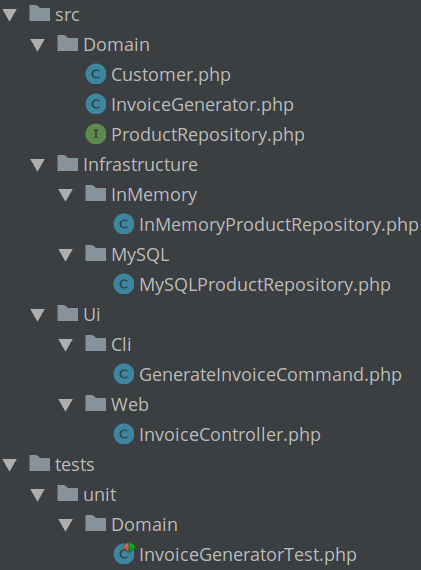 src
Domain
C Customer.php
C InvoiceGenerator.php
I ProductRepository.php
Infrastructure
InMemory
C InMemoryProductRepository.php
MySQL
C MySQLProductRepository.php
Ui
Cli
C GenerateInvoiceCommand.php
Web
C InvoiceController.php
tests
unit
Domain
C InvoiceGeneratorTest.php